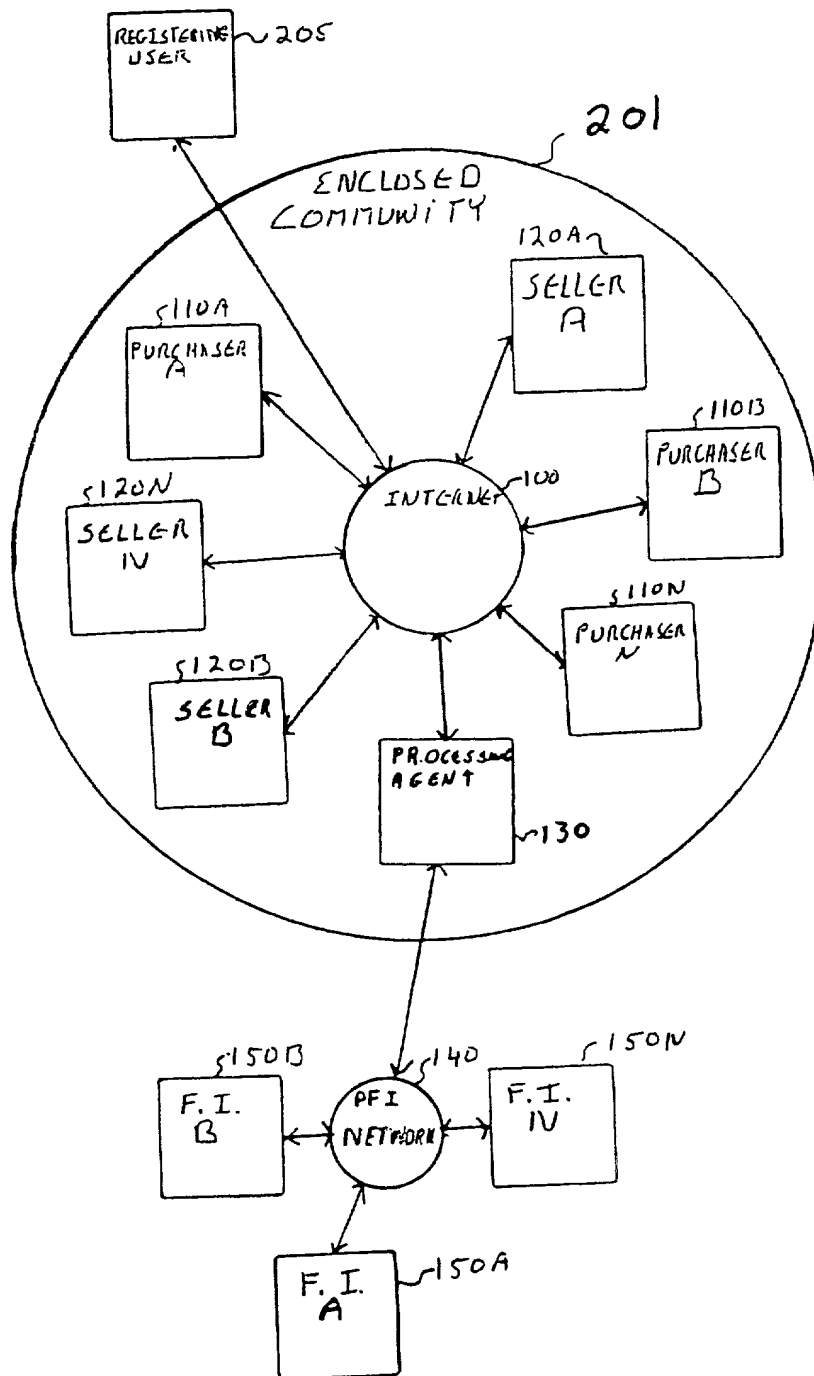 REGISTERING
USER
205
201
ENCLOSED
COMMUNITY
120A
SELLER
A
110A
PURCHASER
A
110B
PURCHASER
B
INTERNET
100
120N
SELLER
N
110N
PURCHASER
N
120B
SELLER
B
PROCESSING
AGENT
130
150B
F. I.
B
140
PFI
NETWORK
150N
F. I.
N
F. I.
A
150A